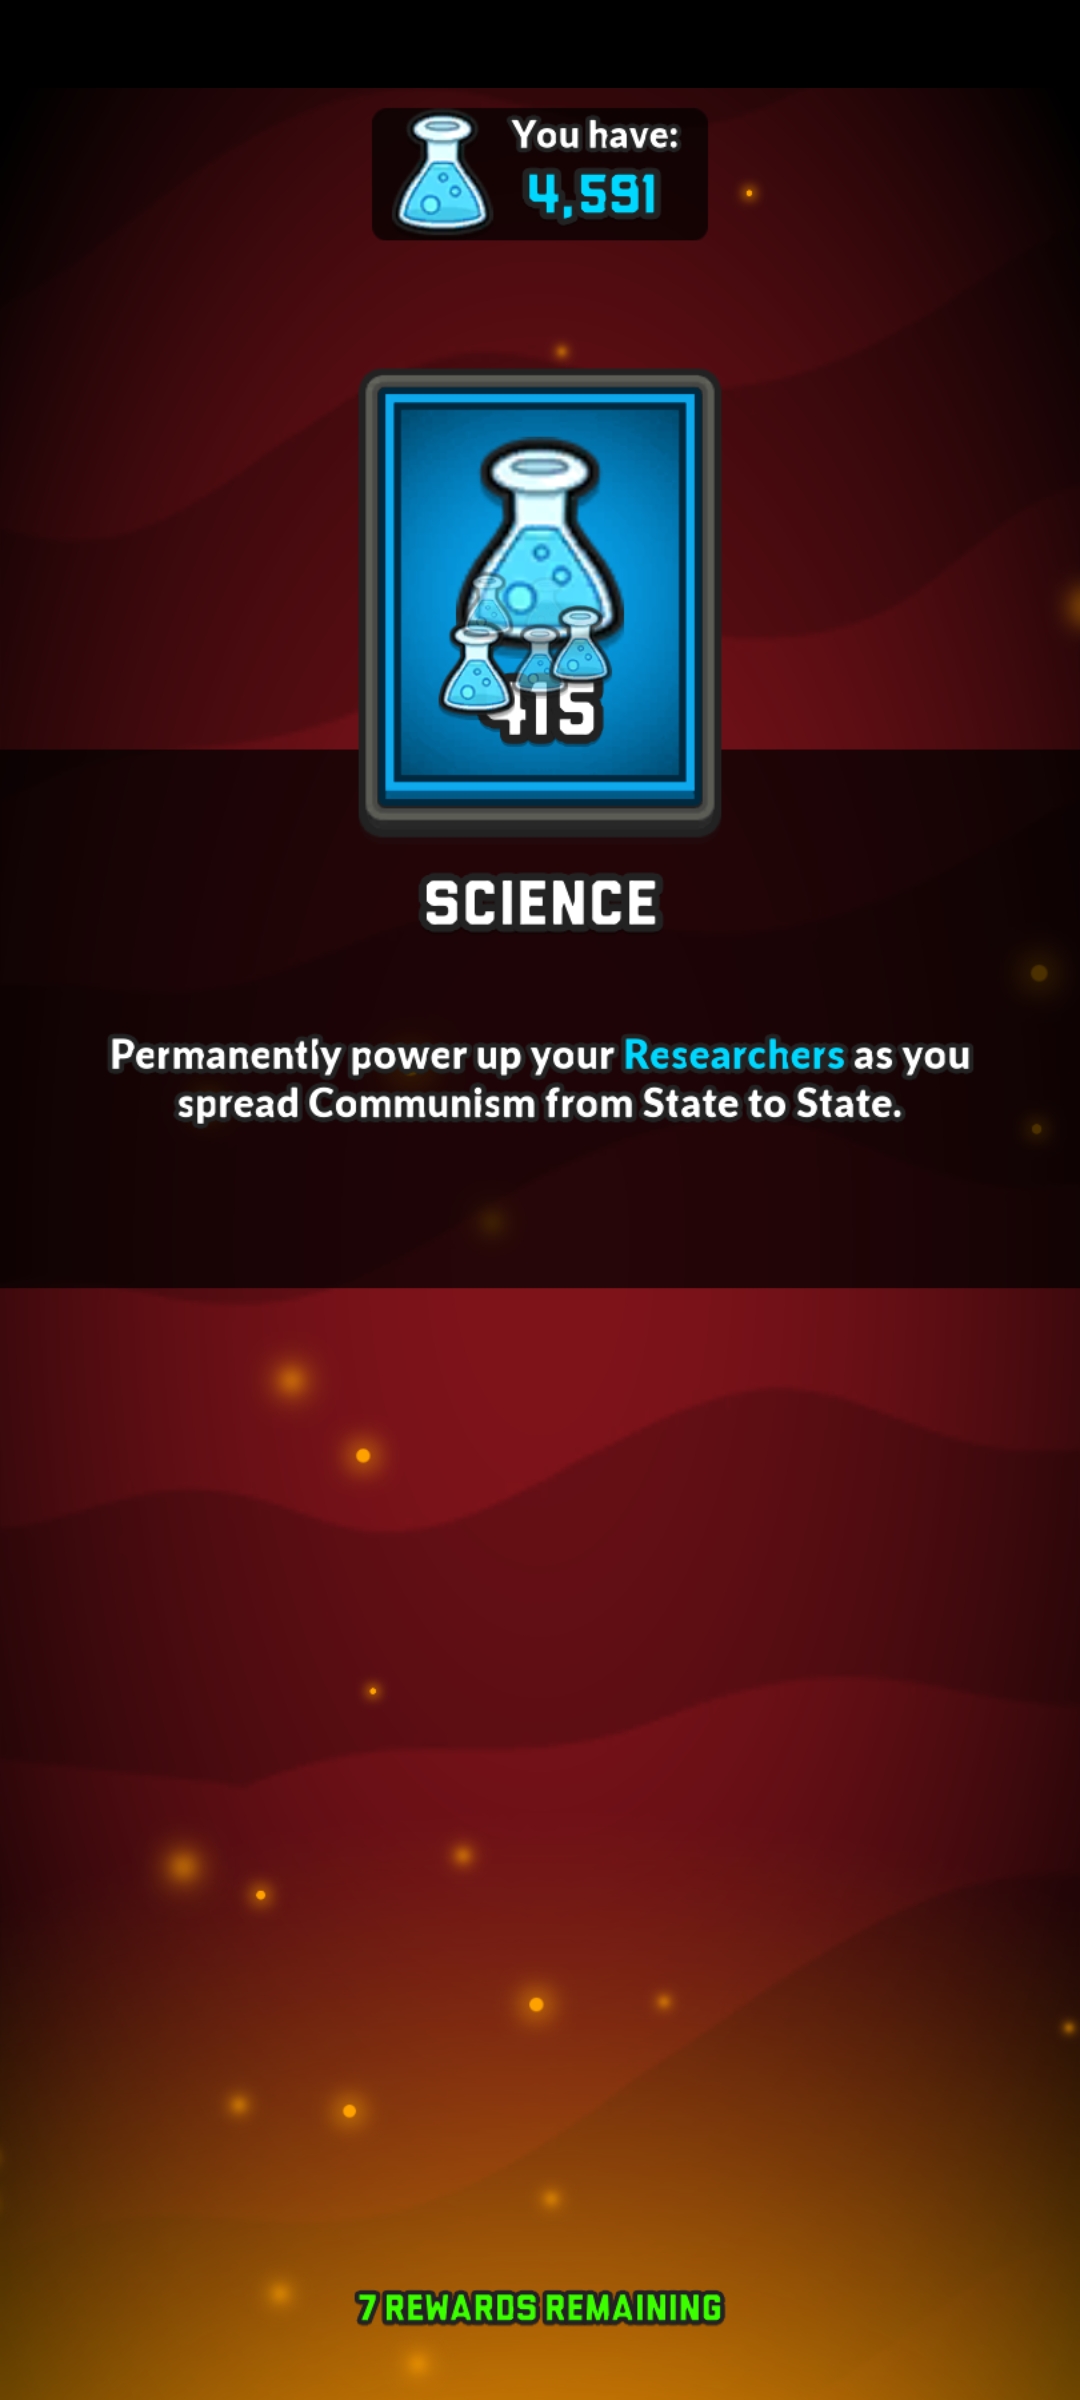 You have:
4,591
415
SCIENCE
Permanently power up your Researchers as you
spread Communism from State to State.
7 REWARDS REMAINING